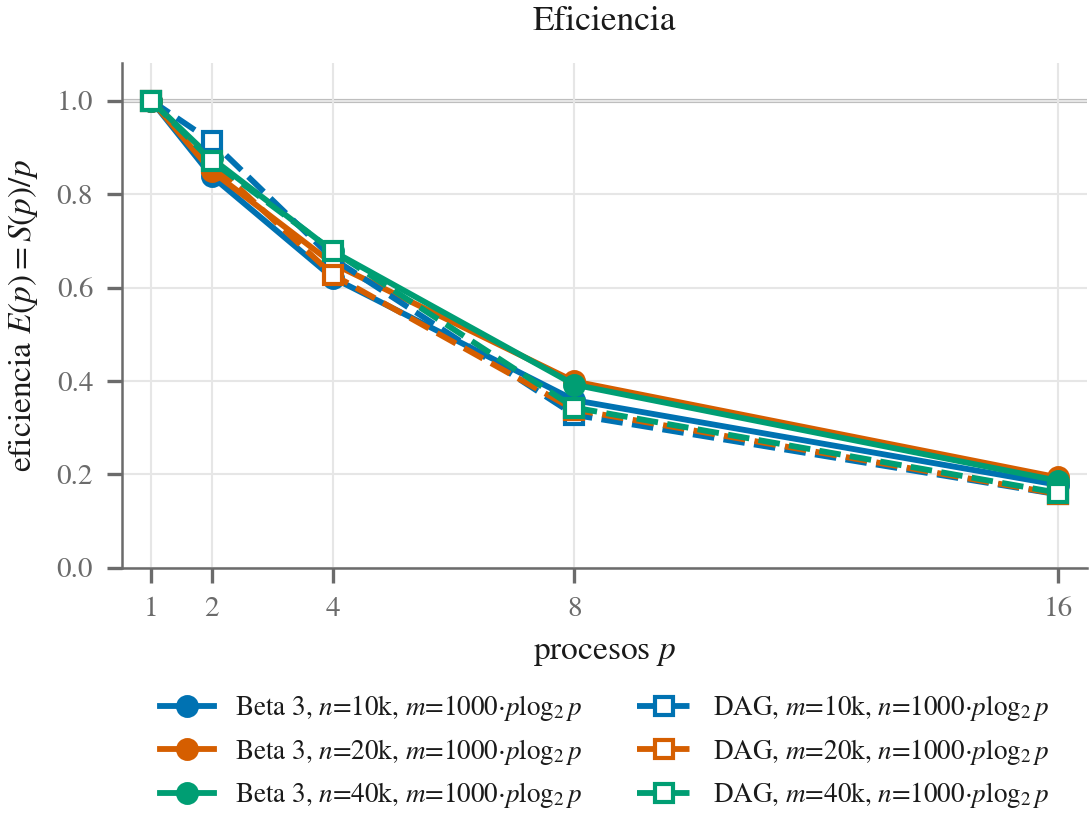 Eficiencia
eficiencia E(p) = S(p)/p
1.0
0.8
0.6
0.4
0.2
0.0
1 2 4 8 16
procesos p
Beta 3, n=10k, m=1000·plog₂ p
Beta 3, n=20k, m=1000·plog₂ p
Beta 3, n=40k, m=1000·plog₂ p
DAG, m=10k, n=1000·plog₂ p
DAG, m=20k, n=1000·plog₂ p
DAG, m=40k, n=1000·plog₂ p